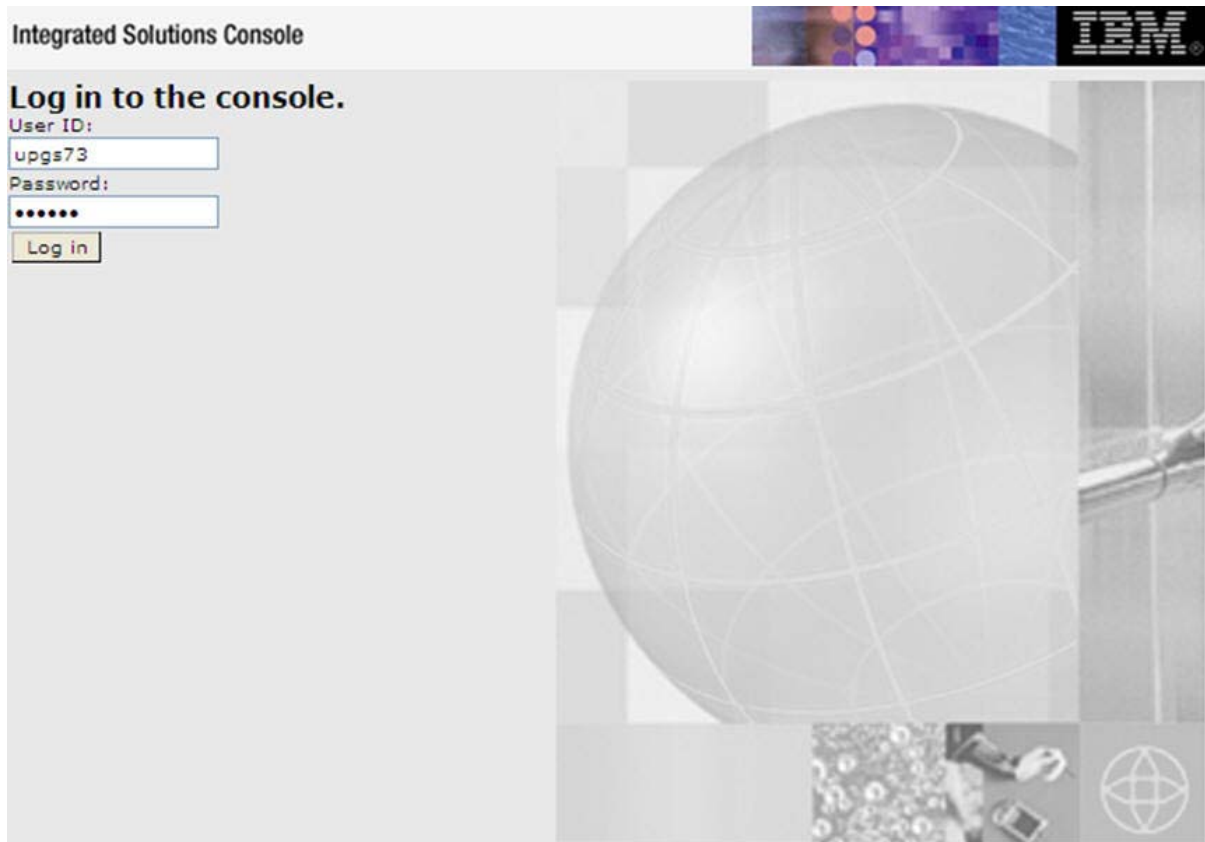 Integrated Solutions Console
IBM®
Log in to the console.
User ID:
upgs73
Password:
••••••
Log in